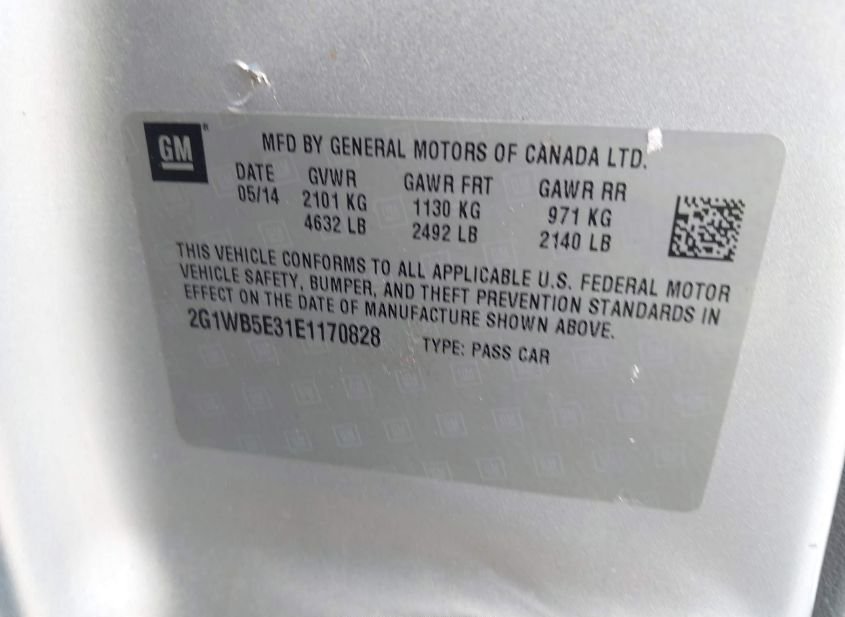 GM®
MFD BY GENERAL MOTORS OF CANADA LTD.
DATE GVWR GAWR FRT GAWR RR
05/14 2101 KG 1130 KG 971 KG
4632 LB 2492 LB 2140 LB
THIS VEHICLE CONFORMS TO ALL APPLICABLE U.S. FEDERAL MOTOR
VEHICLE SAFETY, BUMPER, AND THEFT PREVENTION STANDARDS IN
EFFECT ON THE DATE OF MANUFACTURE SHOWN ABOVE.
2G1WB5E31E1170828 TYPE: PASS CAR